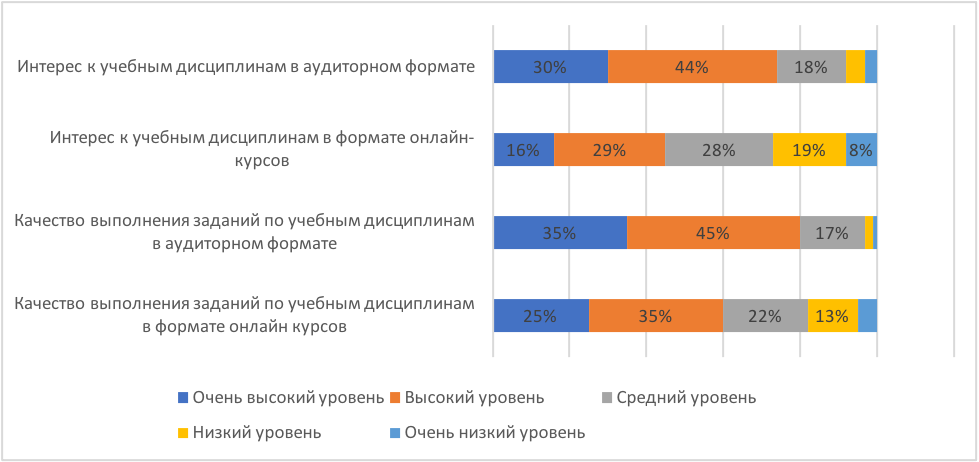 Интерес к учебным дисциплинам в аудиторном формате
30% 44% 18%
Интерес к учебным дисциплинам в формате онлайн-
курсов
16% 29% 28% 19% 8%
Качество выполнения заданий по учебным дисциплинам
в аудиторном формате
35% 45% 17%
Качество выполнения заданий по учебным дисциплинам
в формате онлайн курсов
25% 35% 22% 13%
Очень высокий уровень Высокий уровень Средний уровень
Низкий уровень Очень низкий уровень